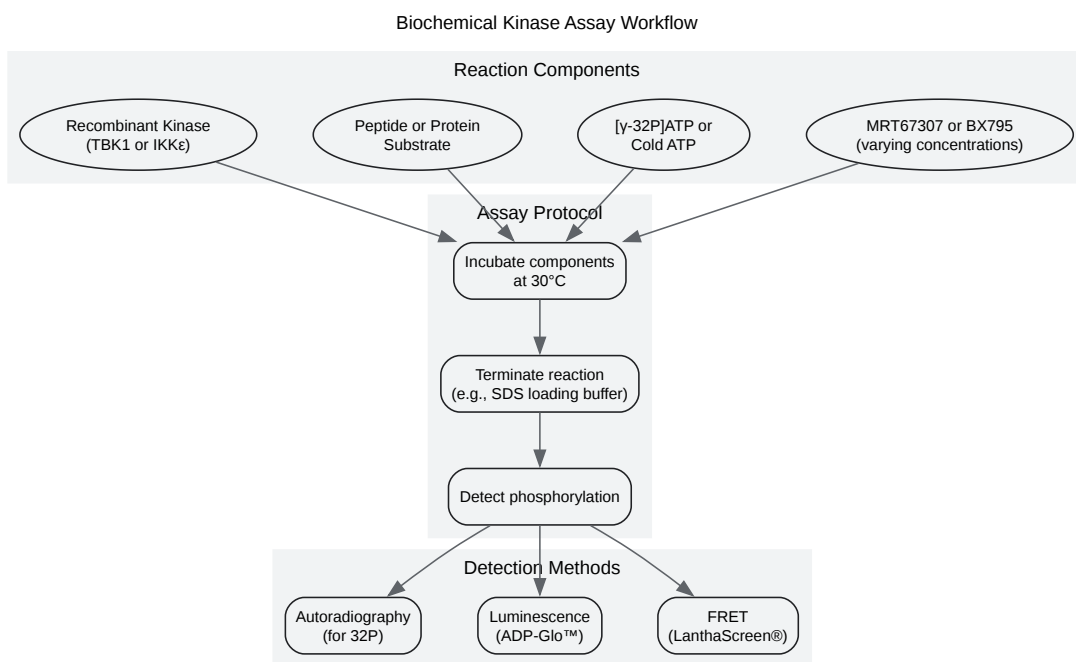 Biochemical Kinase Assay Workflow
Reaction Components
Recombinant Kinase
(TBK1 or IKKε)
Peptide or Protein
Substrate
[γ-32P]ATP or
Cold ATP
MRT67307 or BX795
(varying concentrations)
Assay Protocol
Incubate components
at 30°C
Terminate reaction
(e.g., SDS loading buffer)
Detect phosphorylation
Detection Methods
Autoradiography
(for 32P)
Luminescence
(ADP-Glo™)
FRET
(LanthaScreen®)